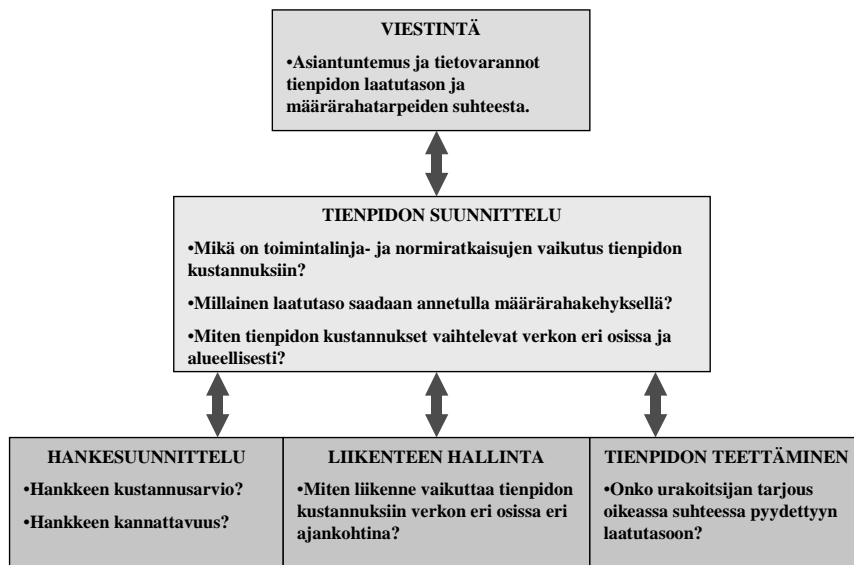 VIESTINTÄ
•Asiantuntemus ja tietovarannot
tienpidon laatutason ja
määrärahatarpeiden suhteesta.
TIENPIDON SUUNNITTELU
•Mikä on toimintalinja- ja normiratkaisujen vaikutus tienpidon
kustannuksiin?
•Millainen laatutaso saadaan annetulla määrärahakehyksellä?
•Miten tienpidon kustannukset vaihtelevat verkon eri osissa ja
alueellisesti?
HANKESUUNNITTELU
•Hankkeen kustannusarvio?
•Hankkeen kannattavuus?
LIIKENTEEN HALLINTA
•Miten liikenne vaikuttaa tienpidon
kustannuksiin verkon eri osissa eri
ajankohtina?
TIENPIDON TEETTÄMINEN
•Onko urakoitsijan tarjous
oikeassa suhteessa pyydettyyn
laatutasoon?